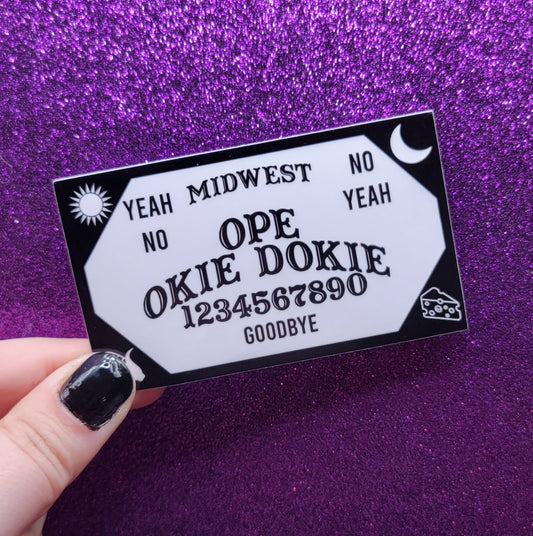 MIDWEST
YEAH NO
NO YEAH
OPE
OKIE DOKIE
1234567890
GOODBYE